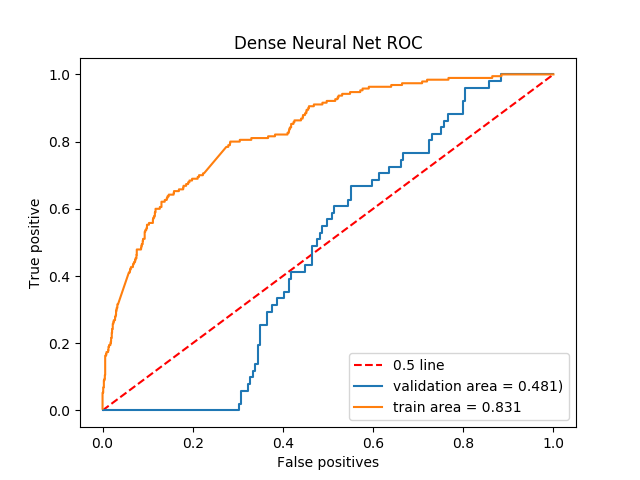 Dense Neural Net ROC
1.0
0.8
0.6
0.4
0.2
0.0
True positive
0.5 line
validation area = 0.481)
train area = 0.831
0.0 0.2 0.4 0.6 0.8 1.0
False positives